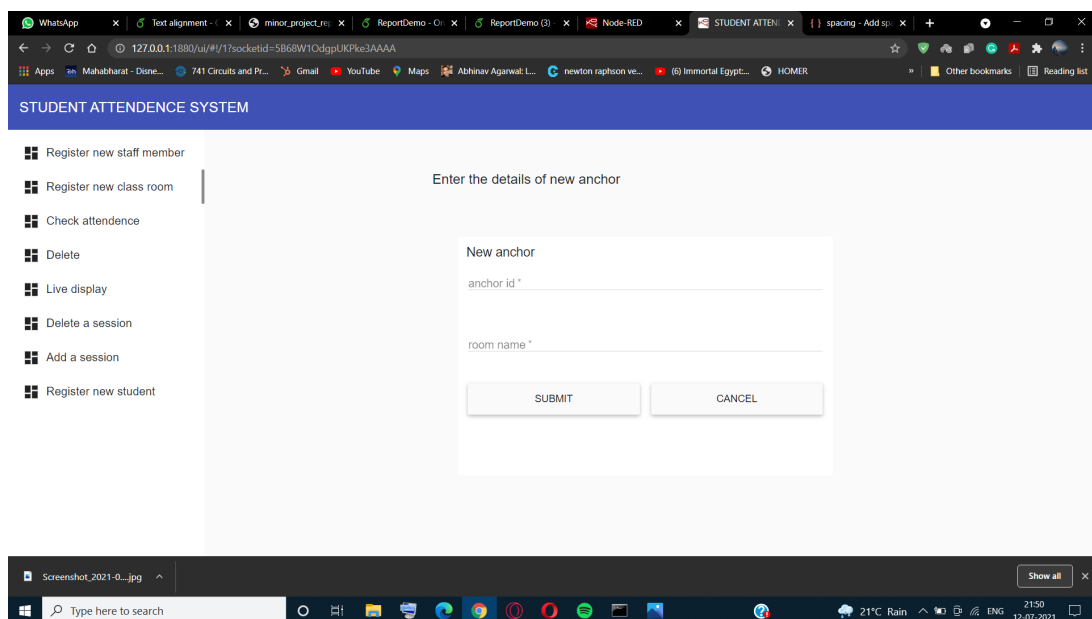 WhatsApp
Text alignment - 
minor_project_rep
ReportDemo - On
ReportDemo (3) -
Node-RED
STUDENT ATTEN
{ } spacing - Add spa
127.0.0.1:1880/ui/#!/1?socketid=5B68W1OdgpUKPke3AAAA
Apps
Mahabharat - Disne...
741 Circuits and Pr...
Gmail
YouTube
Maps
Abhinav Agarwal: L...
newton raphson ve...
(6) Immortal Egypt:...
HOMER
»
Other bookmarks
Reading list
STUDENT ATTENDENCE SYSTEM
Register new staff member
Register new class room
Check attendence
Delete
Live display
Delete a session
Add a session
Register new student
Enter the details of new anchor
New anchor
anchor id *
room name *
SUBMIT
CANCEL
Screenshot_2021-0....jpg
Show all
Type here to search
21°C Rain
ENG
21:50
12-07-2021